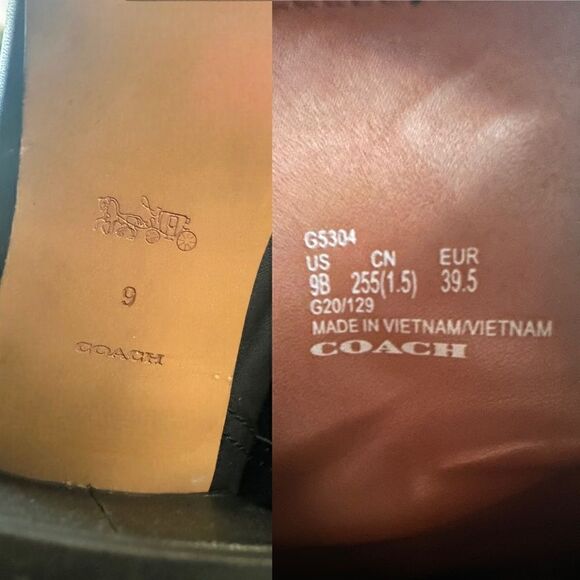 9
COACH
G5304
US CN EUR
9B 255(1.5) 39.5
G20/129
MADE IN VIETNAM/VIETNAM
COACH